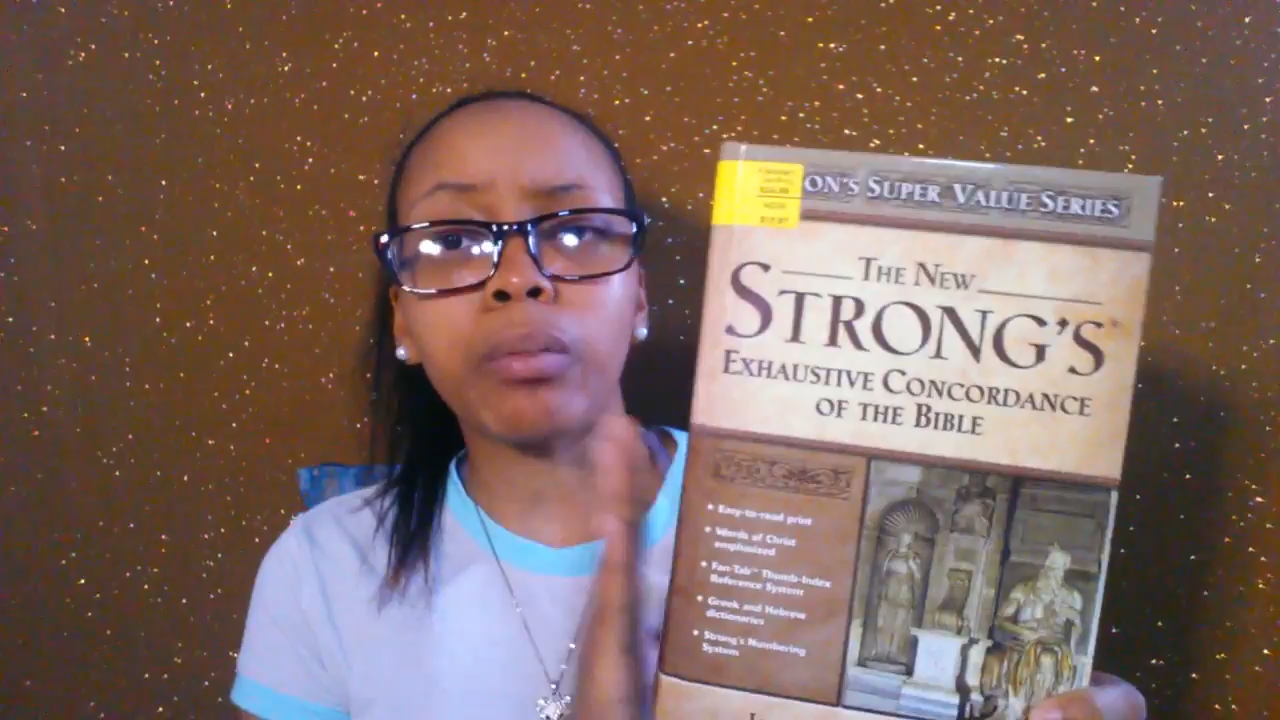 ON'S SUPER VALUE SERIES
THE NEW
STRONG'S
EXHAUSTIVE CONCORDANCE
OF THE BIBLE
• Easy-to-read print
• Words of Christ
emphasized
• Fan-Tab™ Thumb-Index
Reference System
• Greek and Hebrew
dictionaries
• Strong's Numbering
System